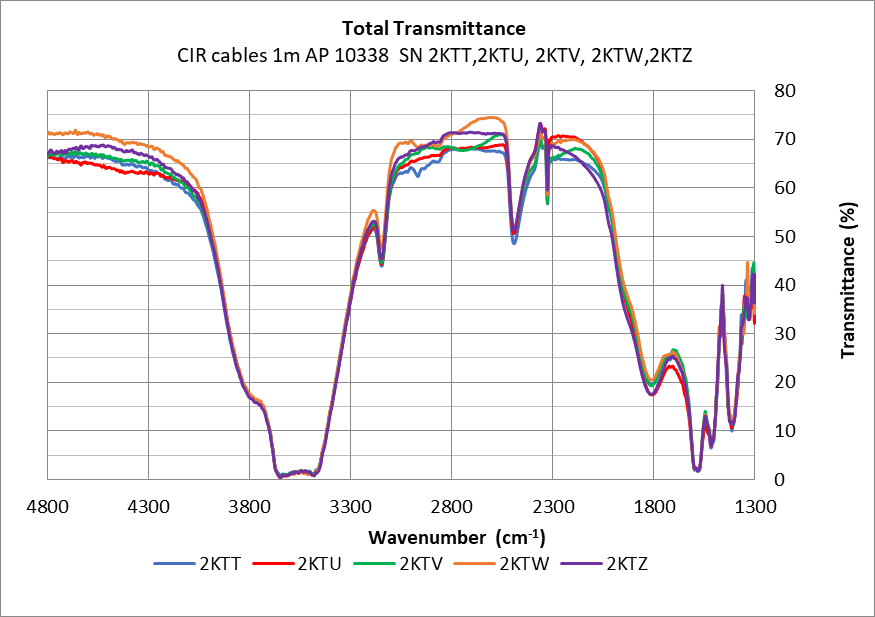 Total Transmittance
CIR cables 1m AP 10338  SN 2KTT,2KTU, 2KTV, 2KTW,2KTZ
80
70
60
50
40
30
20
10
0
Transmittance (%)
4800 4300 3800 3300 2800 2300 1800 1300
Wavenumber (cm-1)
2KTT 2KTU 2KTV 2KTW 2KTZ